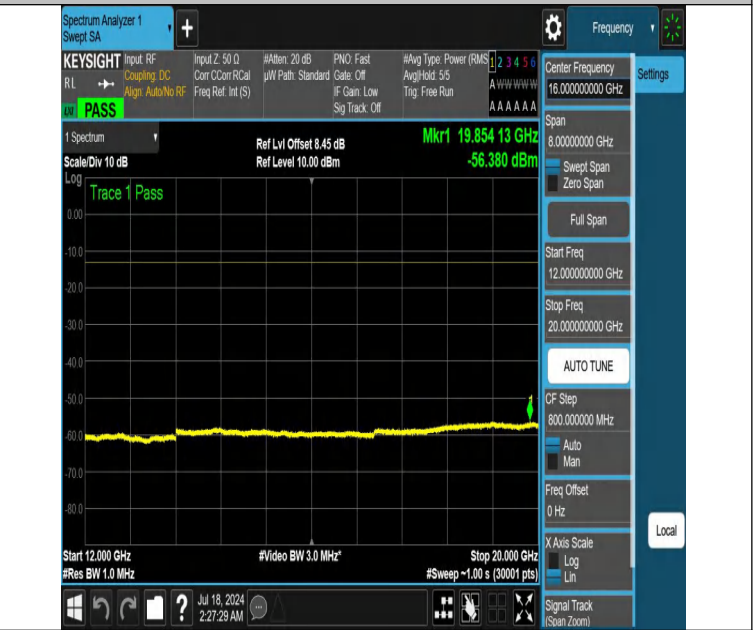 Spectrum Analyzer 1
Swept SA
+
Frequency
KEYSIGHT
RL
PASS
Input: RF
Coupling: DC
Align: Auto/No RF
Input Z: 50 Ω
Corr CCorr RCal
Freq Ref: Int (S)
#Atten: 20 dB
µW Path: Standard
PNO: Fast
Gate: Off
IF Gain: Low
Sig Track: Off
#Avg Type: Power (RMS
Avg|Hold: 5/5
Trig: Free Run
1 2 3 4 5 6
A W W W W W
A A A A A A
1 Spectrum
Scale/Div 10 dB
Ref Lvl Offset 8.45 dB
Ref Level 10.00 dBm
Mkr1 19.854 13 GHz
-56.380 dBm
Log
Trace 1 Pass
0.00
-10.0
-20.0
-30.0
-40.0
-50.0
-60.0
-70.0
-80.0
1
Start 12.000 GHz
#Res BW 1.0 MHz
#Video BW 3.0 MHz*
Stop 20.000 GHz
#Sweep ~1.00 s (30001 pts)
?
Jul 18, 2024
2:27:29 AM
Center Frequency
16.000000000 GHz
Settings
Span
8.00000000 GHz
Swept Span
Zero Span
Full Span
Start Freq
12.000000000 GHz
Stop Freq
20.000000000 GHz
AUTO TUNE
CF Step
800.000000 MHz
Auto
Man
Freq Offset
0 Hz
X Axis Scale
Log
Lin
Signal Track
(Span Zoom)
Local